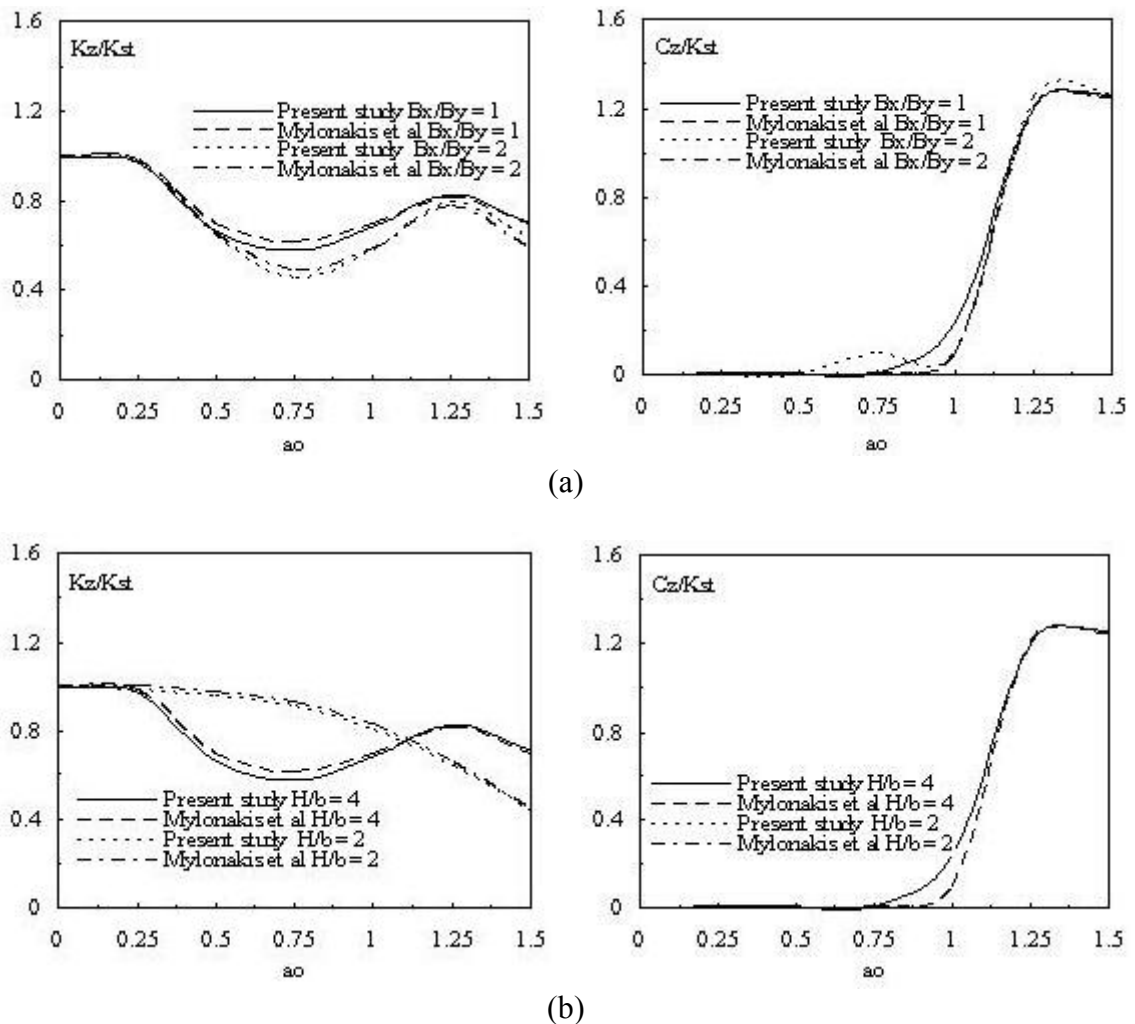 1.6
Kz/Kst
Present study Bx/By = 1
Mylonakis et al Bx/By = 1
Present study Bx/By = 2
Mylonakis et al Bx/By = 2
1.2
0.8
0.4
0
0 0.25 0.5 0.75 1 1.25 1.5
ao
1.6
Cz/Kst
Present study Bx/By = 1
Mylonakis et al Bx/By = 1
Present study Bx/By = 2
Mylonakis et al Bx/By = 2
1.2
0.8
0.4
0
0 0.25 0.5 0.75 1 1.25 1.5
ao
(a)
1.6
Kz/Kst
1.2
0.8
0.4
0
Present study H/b = 4
Mylonakis et al H/b = 4
Present study H/b = 2
Mylonakis et al H/b = 2
0 0.25 0.5 0.75 1 1.25 1.5
ao
1.6
Cz/Kst
1.2
0.8
0.4
0
Present study H/b = 4
Mylonakis et al H/b = 4
Present study H/b = 2
Mylonakis et al H/b = 2
0 0.25 0.5 0.75 1 1.25 1.5
ao
(b)